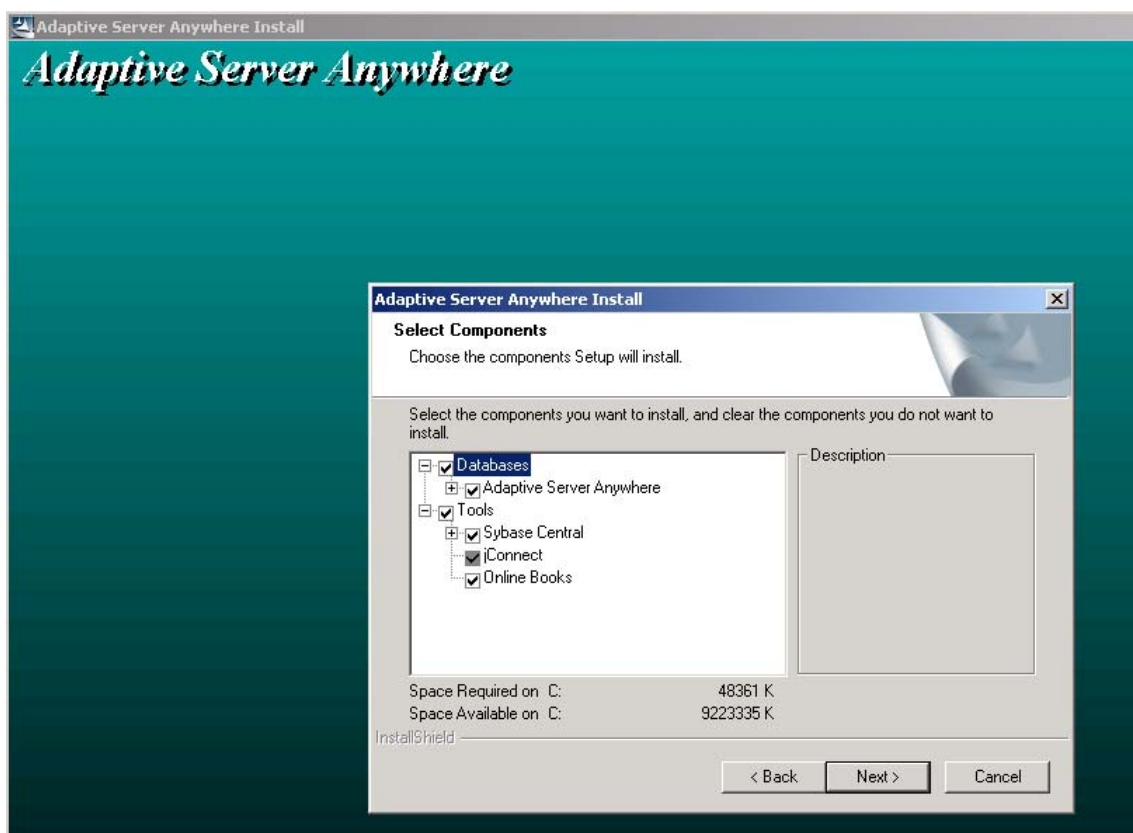 Adaptive Server Anywhere Install
Adaptive Server Anywhere
Adaptive Server Anywhere Install
Select Components
Choose the components Setup will install.
Select the components you want to install, and clear the components you do not want to
install.
Databases
Adaptive Server Anywhere
Tools
Sybase Central
jConnect
Online Books
Description
Space Required on C: 48361 K
Space Available on C: 9223335 K
InstallShield
< Back Next > Cancel